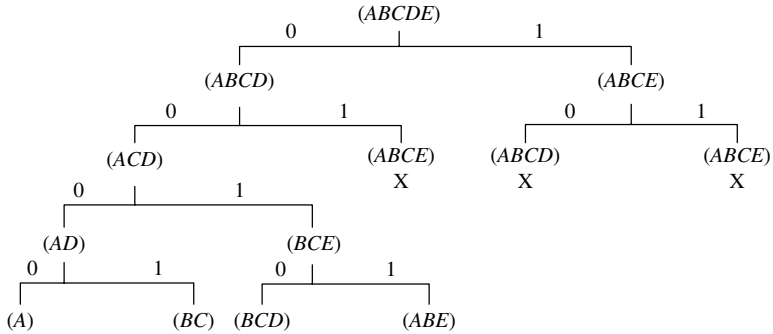 (ABCDE)
0 1
(ABCD) (ABCE)
0 1 0 1
(ACD) (ABCE) (ABCD) (ABCE)
X X X
0 1
(AD) (BCE)
0 1 0 1
(A) (BC) (BCD) (ABE)